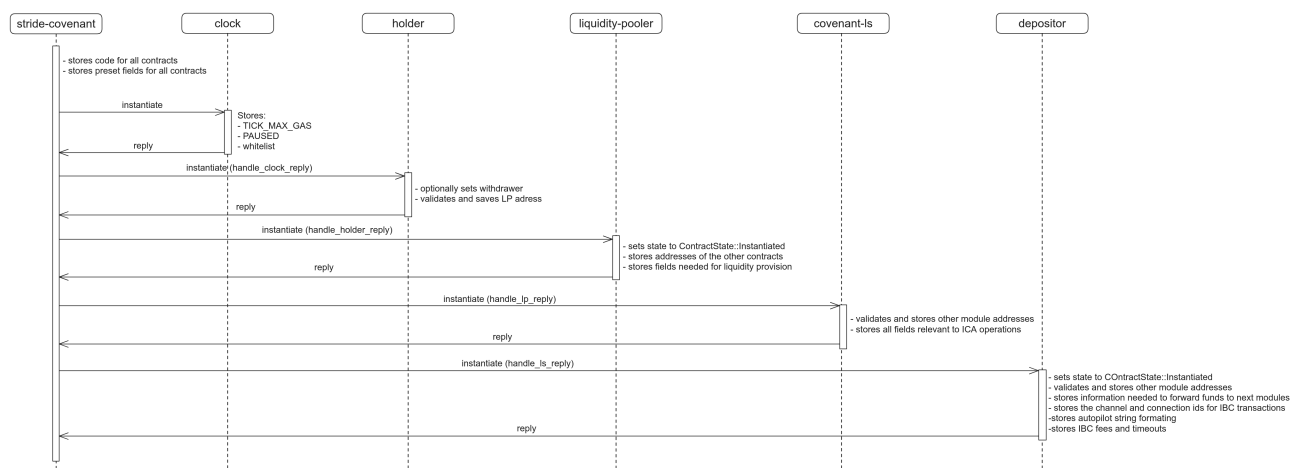 stride-covenant
clock
holder
liquidity-pooler
covenant-ls
depositor
- stores code for all contracts
- stores preset fields for all contracts
instantiate
Stores:
- TICK_MAX_GAS
- PAUSED
- whitelist
reply
instantiate (handle_clock_reply)
- optionally sets withdrawer
- validates and saves LP adress
reply
instantiate (handle_holder_reply)
- sets state to ContractState::Instantiated
- stores addresses of the other contracts
- stores fields needed for liquidity provision
reply
instantiate (handle_lp_reply)
- validates and stores other module addresses
- stores all fields relevant to ICA operations
reply
instantiate (handle_ls_reply)
- sets state to COntractState::Instantiated
- validates and stores other module addresses
- stores information needed to forward funds to next modules
- stores the channel and connection ids for IBC transactions
-stores autopilot string formating
-stores IBC fees and timeouts
reply